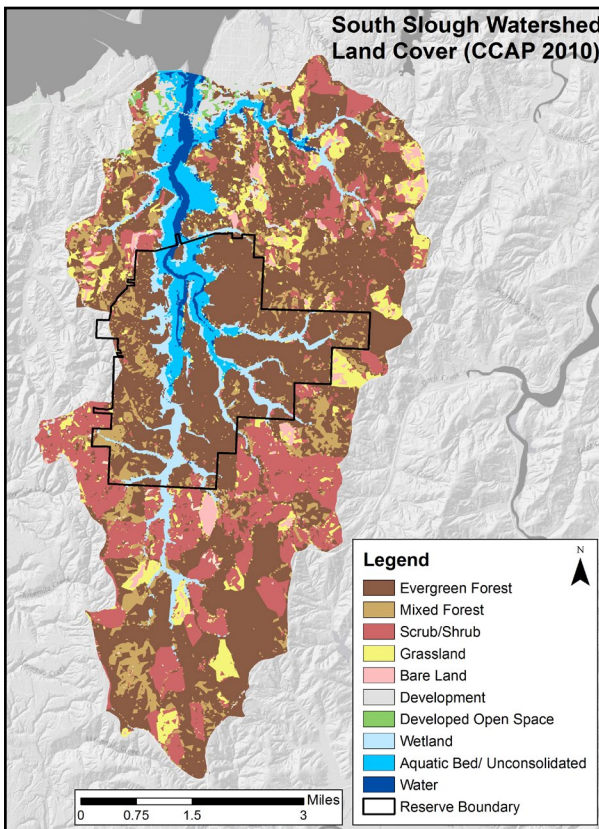 South Slough Watershed
Land Cover (CCAP 2010)
N
Legend
Evergreen Forest
Mixed Forest
Scrub/Shrub
Grassland
Bare Land
Development
Developed Open Space
Wetland
Aquatic Bed/ Unconsolidated
Water
Reserve Boundary
Miles
0 0.75 1.5 3